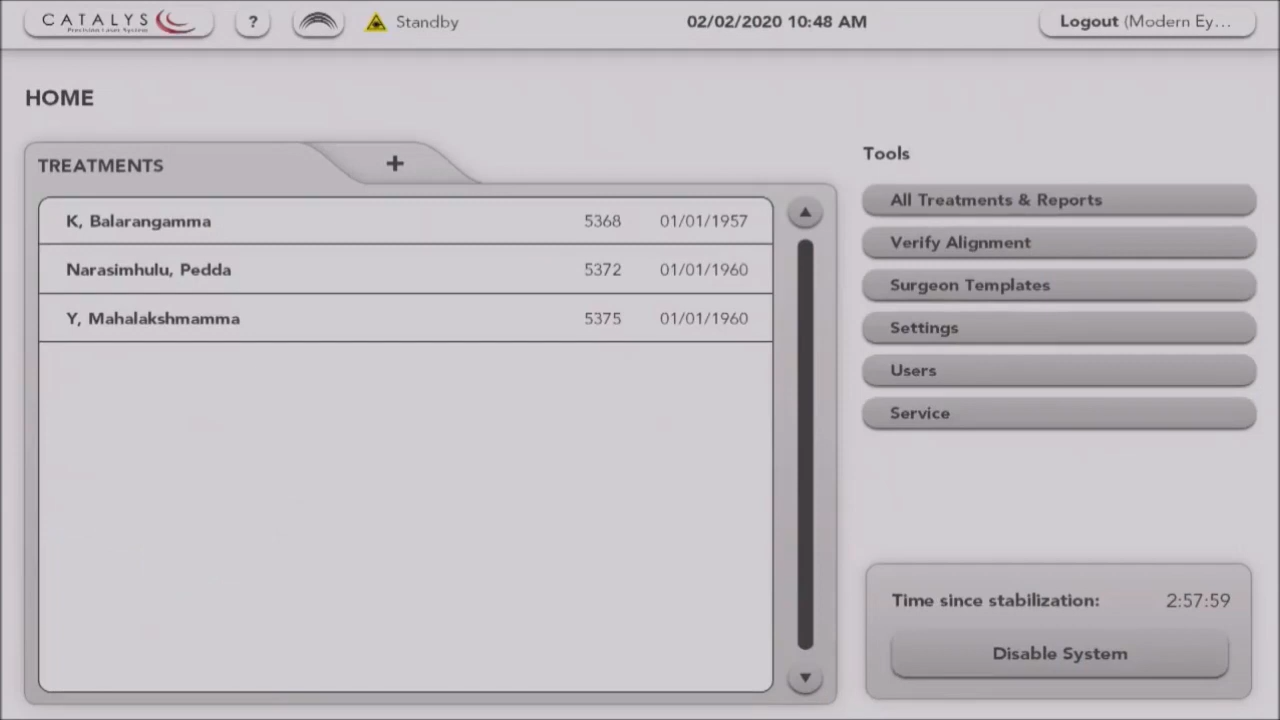 CATALYS
Precision Laser System
?
Standby
02/02/2020 10:48 AM
Logout (Modern Ey...
HOME
TREATMENTS
+
K, Balarangamma 5368 01/01/1957
Narasimhulu, Pedda 5372 01/01/1960
Y, Mahalakshmamma 5375 01/01/1960
Tools
All Treatments & Reports
Verify Alignment
Surgeon Templates
Settings
Users
Service
Time since stabilization: 2:57:59
Disable System